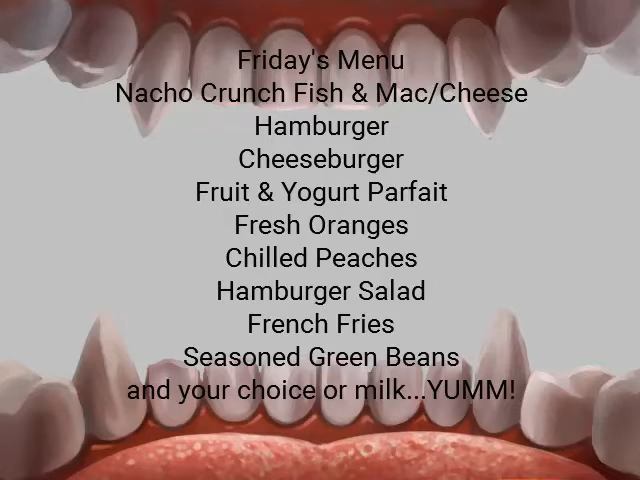 Friday's Menu
Nacho Crunch Fish & Mac/Cheese
Hamburger
Cheeseburger
Fruit & Yogurt Parfait
Fresh Oranges
Chilled Peaches
Hamburger Salad
French Fries
Seasoned Green Beans
and your choice or milk...YUMM!